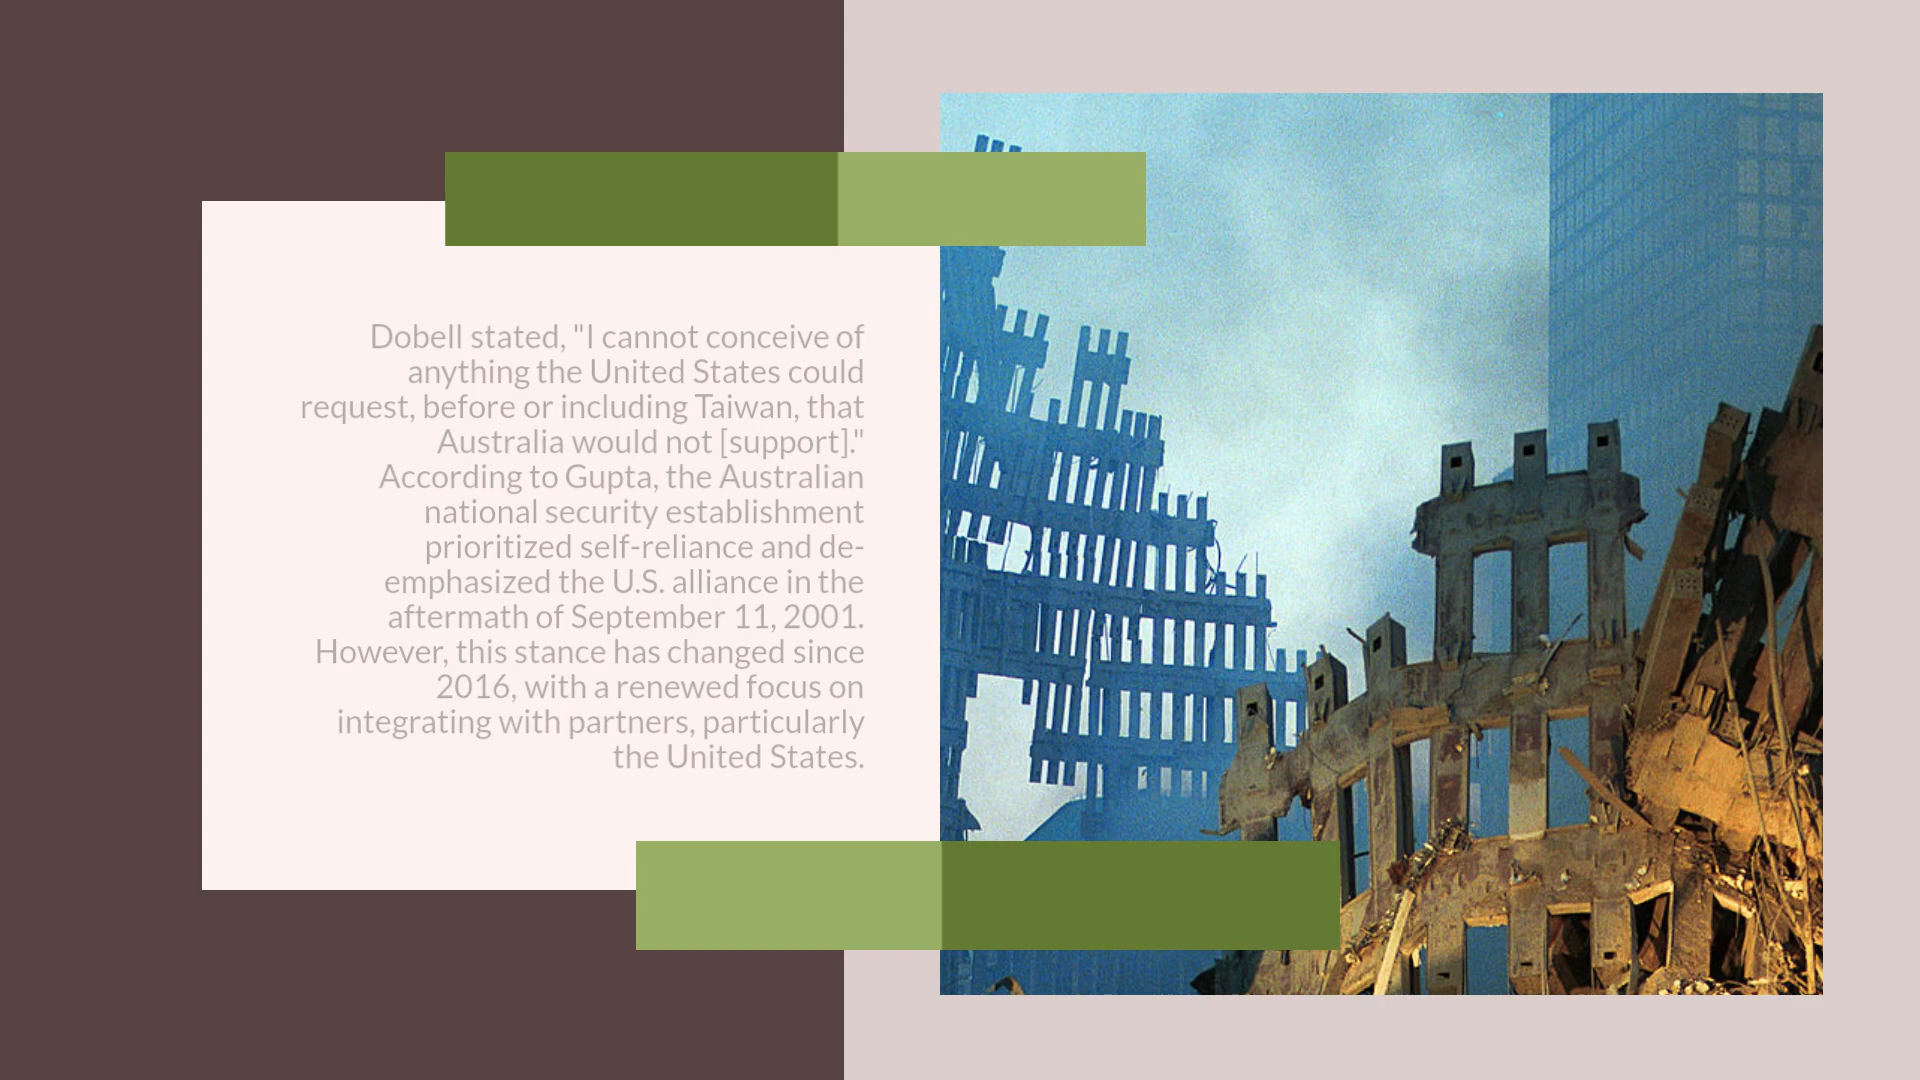 Dobell stated, "I cannot conceive of
anything the United States could
request, before or including Taiwan, that
Australia would not [support]."
According to Gupta, the Australian
national security establishment
prioritized self-reliance and de-
emphasized the U.S. alliance in the
aftermath of September 11, 2001.
However, this stance has changed since
2016, with a renewed focus on
integrating with partners, particularly
the United States.